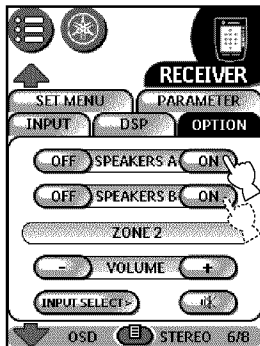 RECEIVER
SET MENU PARAMETER
INPUT DSP OPTION
OFF SPEAKERS A ON
OFF SPEAKERS B ON
ZONE 2
- VOLUME +
INPUT SELECT>
OSD STEREO 6/8